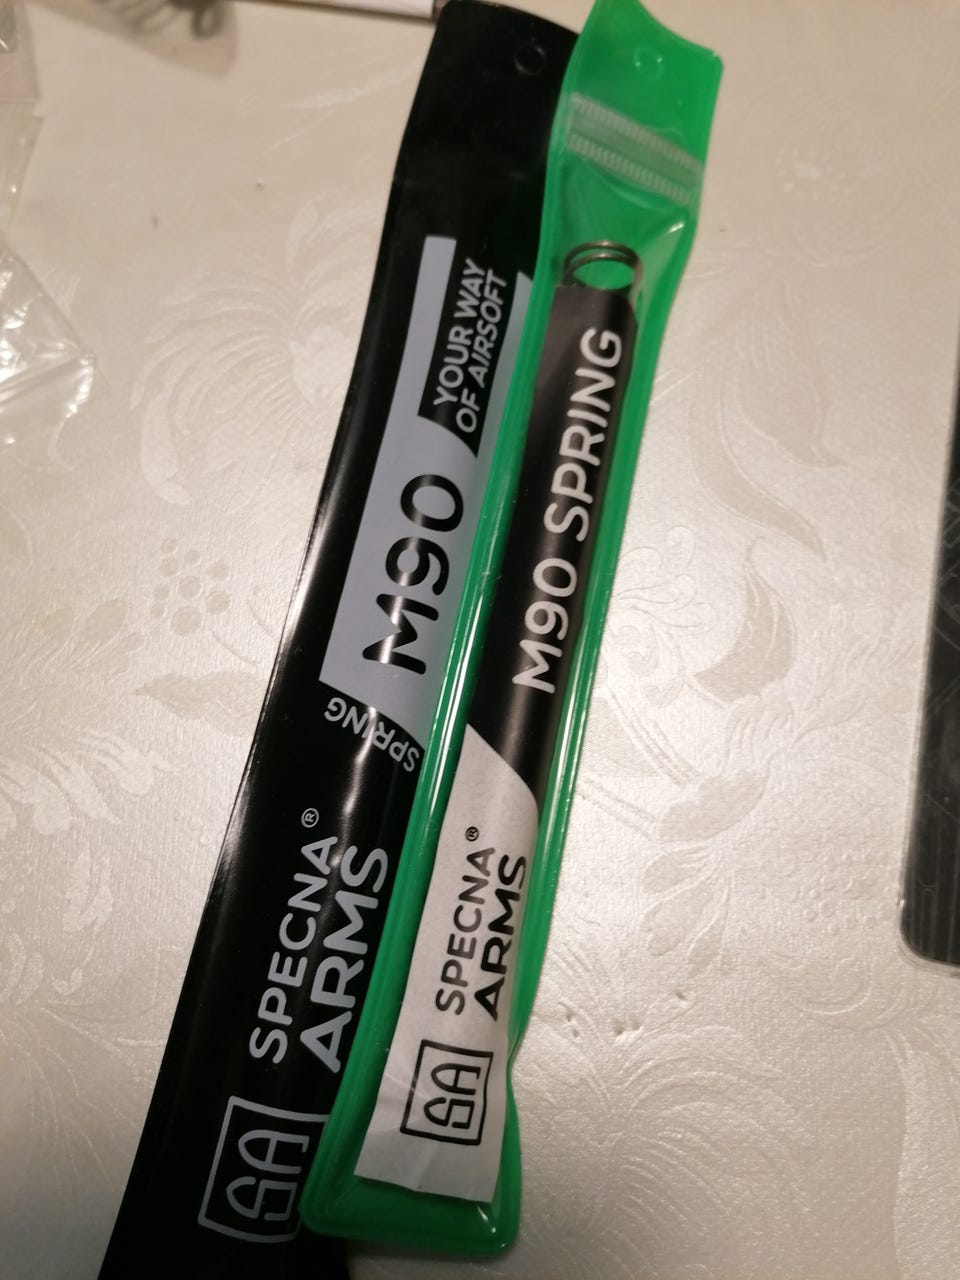 SA
SPECNA®
ARMS
SPRING
M90
YOUR WAY
OF AIRSOFT
SA
SPECNA®
ARMS
M90 SPRING